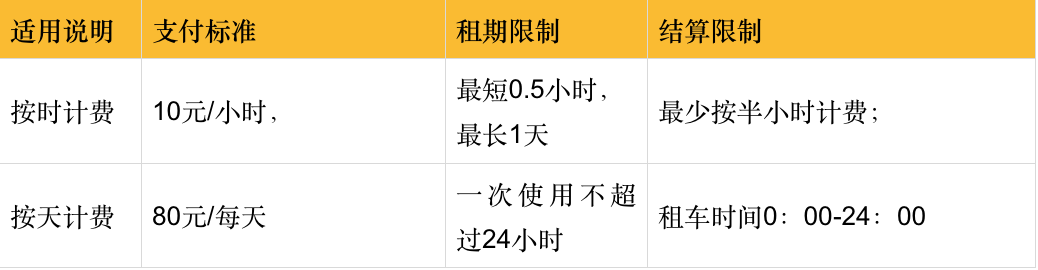 适用说明 支付标准 租期限制 结算限制
按时计费 10元/小时， 最短0.5小时，
最长1天 最少按半小时计费；
按天计费 80元/每天 一次使用不超
过24小时 租车时间0：00-24：00